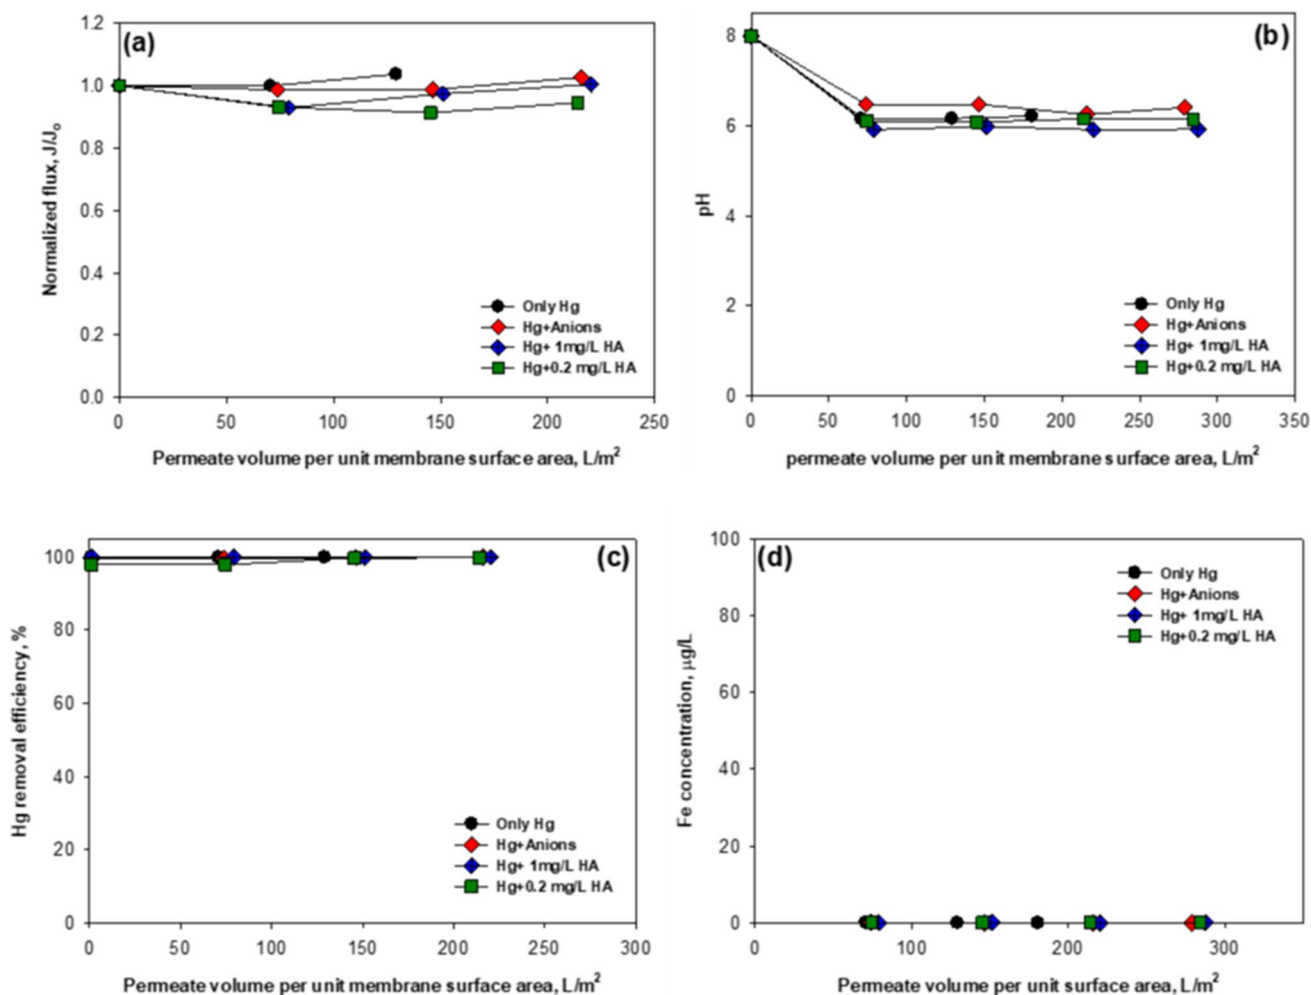 (a)
1.2
1.0
0.8
0.6
0.4
0.2
0.0
Normalized flux, J/Jo
Only Hg
Hg+Anions
Hg+ 1mg/L HA
Hg+0.2 mg/L HA
0 50 100 150 200 250
Permeate volume per unit membrane surface area, L/m2
(b)
8
6
4
2
0
pH
Only Hg
Hg+Anions
Hg+ 1mg/L HA
Hg+0.2 mg/L HA
0 50 100 150 200 250 300 350
permeate volume per unit membrane surface area, L/m2
(c)
100
80
60
40
20
0
Hg removal efficiency, %
Only Hg
Hg+Anions
Hg+ 1mg/L HA
Hg+0.2 mg/L HA
0 50 100 150 200 250 300
Permeate volume per unit membrane surface area, L/m2
(d)
100
80
60
40
20
0
Fe concentration, µg/L
Only Hg
Hg+Anions
Hg+ 1mg/L HA
Hg+0.2 mg/L HA
0 100 200 300
Permeate volume per unit surface area, L/m2